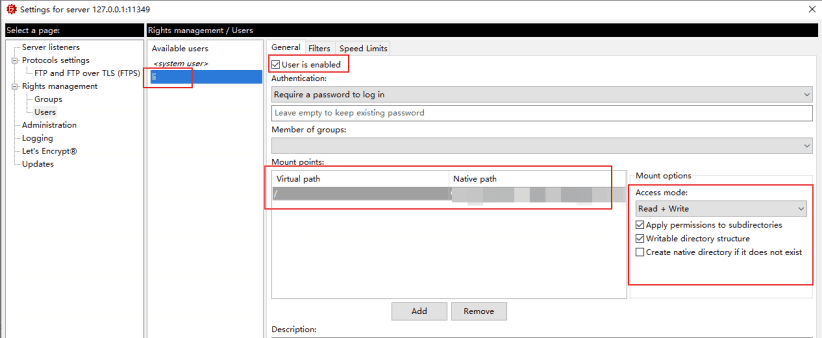 Settings for server 127.0.0.1:11349
Select a page:
Server listeners
Protocols settings
FTP and FTP over TLS (FTPS)
Rights management
Groups
Users
Administration
Logging
Let's Encrypt®
Updates
Rights management / Users
Available users
<system user>
General Filters Speed Limits
User is enabled
Authentication:
Require a password to log in
Leave empty to keep existing password
Member of groups:
Mount points:
Virtual path Native path
/
Mount options
Access mode:
Read + Write
Apply permissions to subdirectories
Writable directory structure
Create native directory if it does not exist
Add Remove
Description: